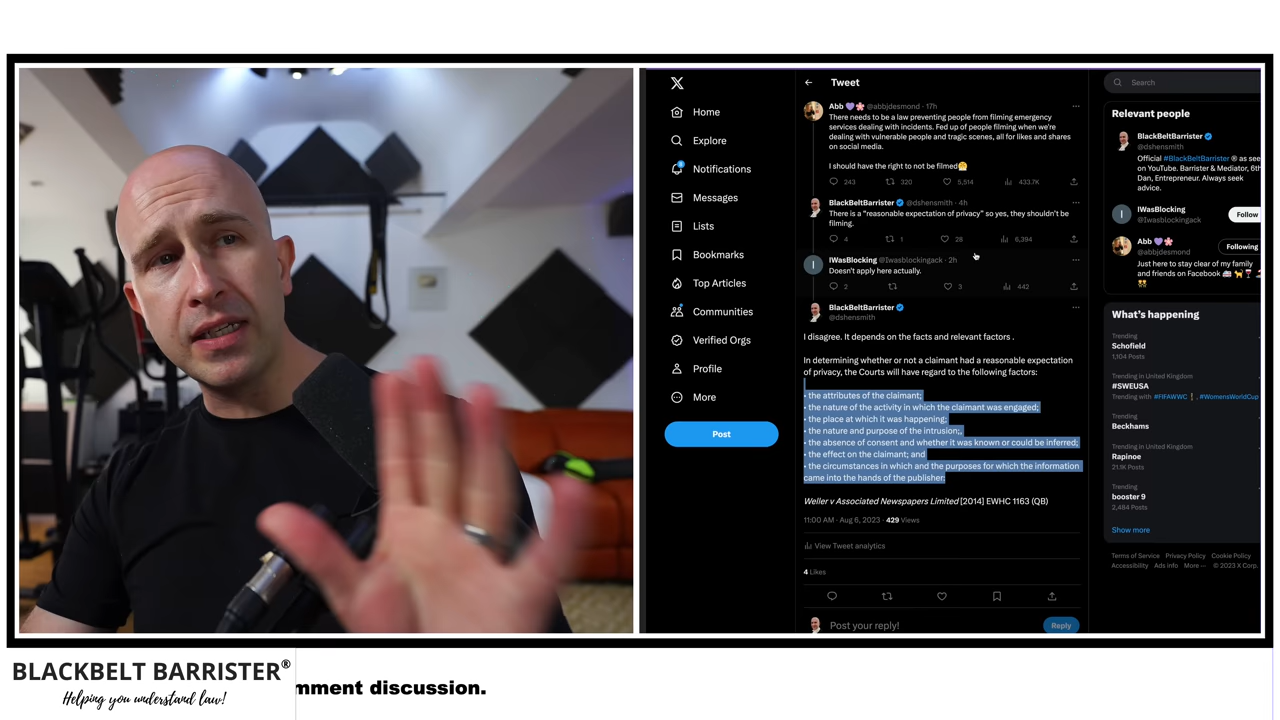 X
Home
Explore
Notifications
Messages
Lists
Bookmarks
Top Articles
Communities
Verified Orgs
Profile
More
Post
Tweet
Abb 💜🌸 @abbjdesmond · 17h
There needs to be a law preventing people from filming emergency
services dealing with incidents. Fed up of people filming when we're
dealing with vulnerable people and tragic scenes, all for likes and shares
on social media.
I should have the right to not be filmed😤
243 320 5,514 433.7K
BlackBeltBarrister @dshensmith · 4h
There is a "reasonable expectation of privacy" so yes, they shouldn't be
filming.
4 1 28 6,394
I
IWasBlocking @Iwasblockingack · 2h
Doesn't apply here actually.
2 3 442
BlackBeltBarrister
@dshensmith
I disagree. It depends on the facts and relevant factors .
In determining whether or not a claimant had a reasonable expectation
of privacy, the Courts will have regard to the following factors:
• the attributes of the claimant;
• the nature of the activity in which the claimant was engaged;
• the place at which it was happening;
• the nature and purpose of the intrusion;,
• the absence of consent and whether it was known or could be inferred;
• the effect on the claimant; and
• the circumstances in which and the purposes for which the information
came into the hands of the publisher:
Weller v Associated Newspapers Limited [2014] EWHC 1163 (QB)
11:00 AM · Aug 6, 2023 · 429 Views
View Tweet analytics
4 Likes
Post your reply!
Reply
Search
Relevant people
BlackBeltBarrister
@dshensmith
Official #BlackBeltBarrister ® as see
on YouTube. Barrister & Mediator, 6th
Dan, Entrepreneur. Always seek
advice.
I
IWasBlocking
@Iwasblockingack
Follow
Abb 💜🌸
@abbjdesmond
Following
Just here to stay clear of my family
and friends on Facebook
What's happening
Trending
Schofield
1,104 Posts
Trending in United Kingdom
#SWEUSA
Trending with #FIFAWWC, #WomensWorldCup
Trending in United Kingdom
Beckhams
Trending
Rapinoe
21.1K Posts
Trending
booster 9
2,484 Posts
Show more
Terms of Service Privacy Policy Cookie Policy
Accessibility Ads Info More ··· © 2023 X Corp.
BLACKBELT BARRISTER®
Helping you understand law!
mment discussion.